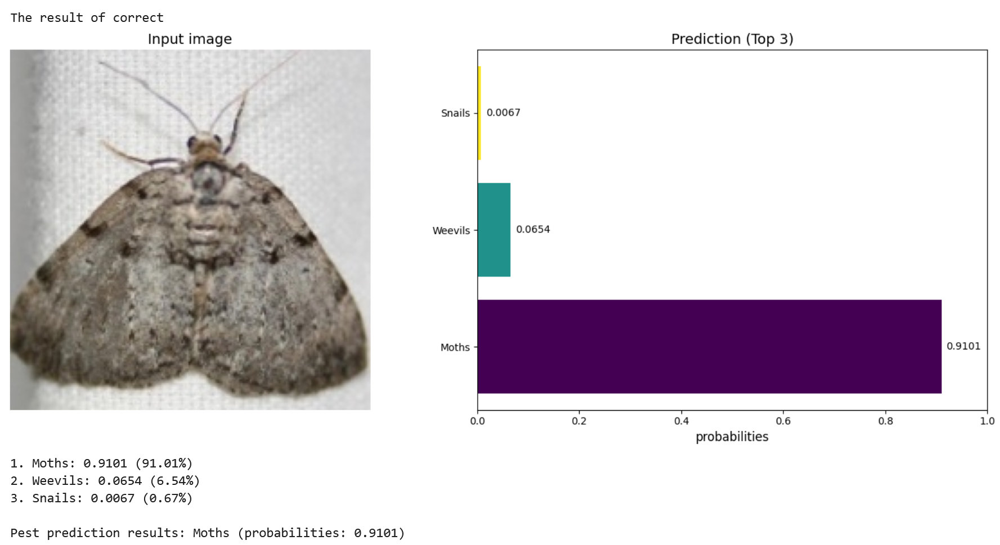 The result of correct
Input image
Prediction (Top 3)
Snails
0.0067
Weevils
0.0654
Moths
0.9101
0.0 0.2 0.4 0.6 0.8 1.0
probabilities
1. Moths: 0.9101 (91.01%)
2. Weevils: 0.0654 (6.54%)
3. Snails: 0.0067 (0.67%)
Pest prediction results: Moths (probabilities: 0.9101)